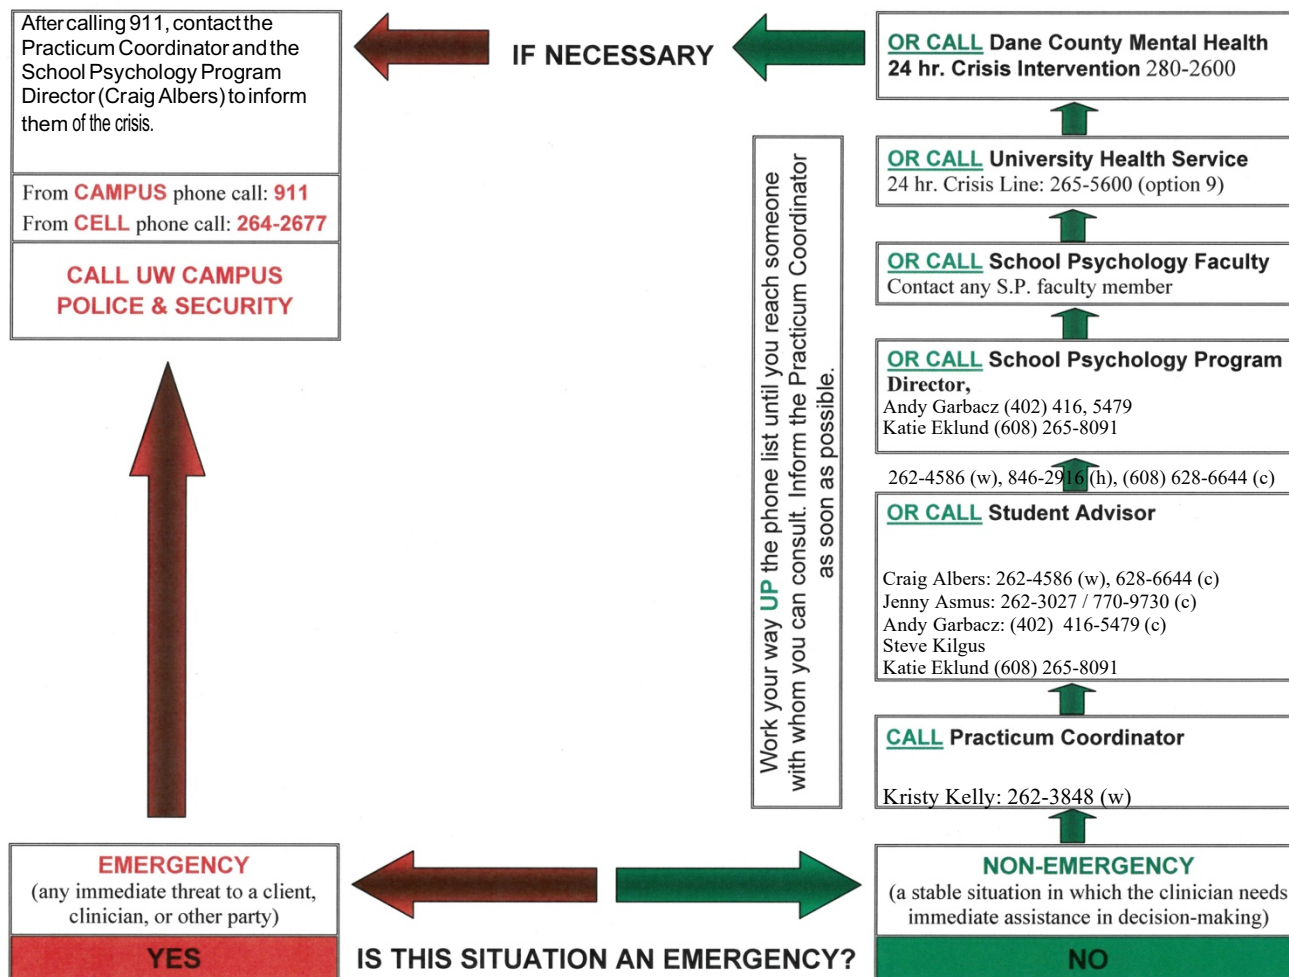 After calling 911, contact the
Practicum Coordinator and the
School Psychology Program
Director (Craig Albers) to inform
them of the crisis.
From CAMPUS phone call: 911
From CELL phone call: 264-2677
CALL UW CAMPUS
POLICE & SECURITY
IF NECESSARY
OR CALL Dane County Mental Health
24 hr. Crisis Intervention 280-2600
OR CALL University Health Service
24 hr. Crisis Line: 265-5600 (option 9)
OR CALL School Psychology Faculty
Contact any S.P. faculty member
OR CALL School Psychology Program
Director,
Andy Garbacz (402) 416, 5479
Katie Eklund (608) 265-8091
262-4586 (w), 846-2916 (h), (608) 628-6644 (c)
OR CALL Student Advisor
Craig Albers: 262-4586 (w), 628-6644 (c)
Jenny Asmus: 262-3027 / 770-9730 (c)
Andy Garbacz: (402) 416-5479 (c)
Steve Kilgus
Katie Eklund (608) 265-8091
CALL Practicum Coordinator
Kristy Kelly: 262-3848 (w)
Work your way UP the phone list until you reach someone
with whom you can consult. Inform the Practicum Coordinator
as soon as possible.
EMERGENCY
(any immediate threat to a client,
clinician, or other party)
YES
IS THIS SITUATION AN EMERGENCY?
NON-EMERGENCY
(a stable situation in which the clinician needs
immediate assistance in decision-making)
NO